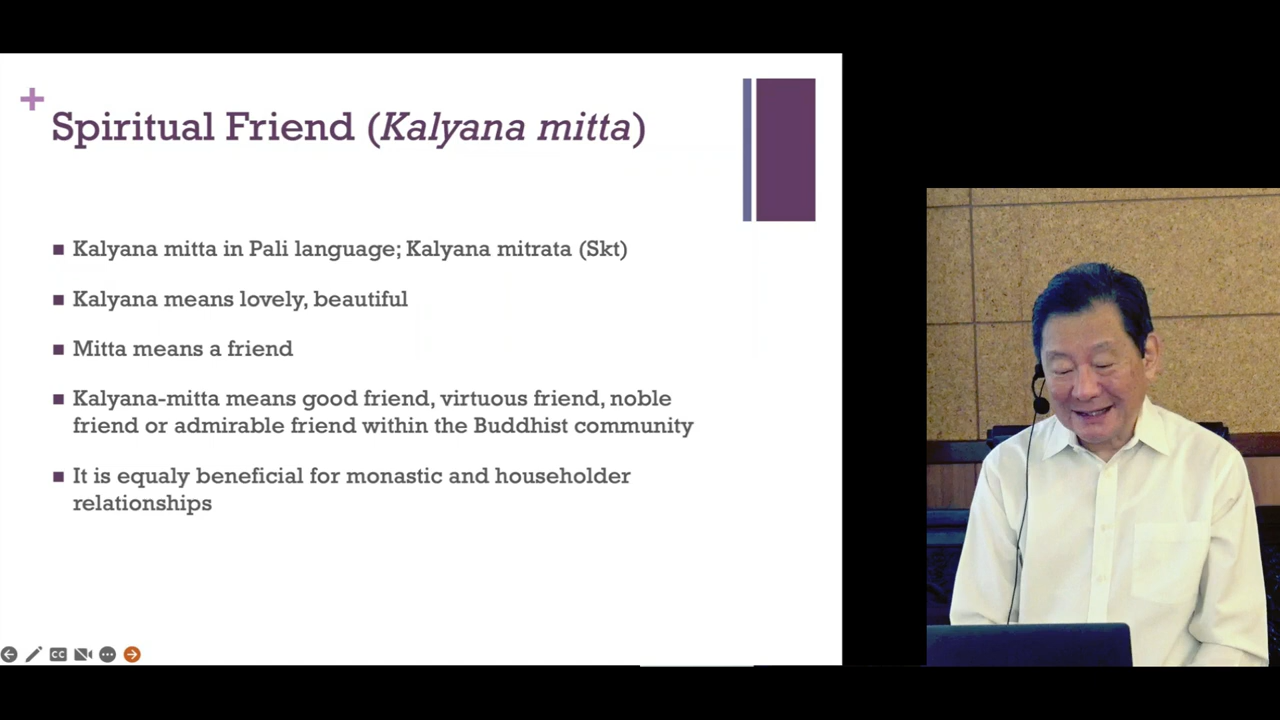 Spiritual Friend (Kalyana mitta)
Kalyana mitta in Pali language; Kalyana mitrata (Skt)
Kalyana means lovely, beautiful
Mitta means a friend
Kalyana-mitta means good friend, virtuous friend, noble
friend or admirable friend within the Buddhist community
It is equaly beneficial for monastic and householder
relationships
CC